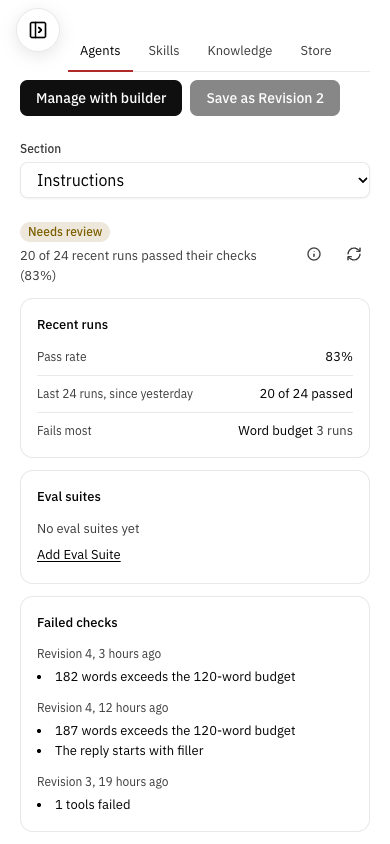 Agents
Skills
Knowledge
Store
Manage with builder
Save as Revision 2
Section
Instructions
Needs review
20 of 24 recent runs passed their checks
(83%)
Recent runs
Pass rate
83%
Last 24 runs, since yesterday
20 of 24 passed
Fails most
Word budget 3 runs
Eval suites
No eval suites yet
Add Eval Suite
Failed checks
Revision 4, 3 hours ago
• 182 words exceeds the 120-word budget
Revision 4, 12 hours ago
• 187 words exceeds the 120-word budget
• The reply starts with filler
Revision 3, 19 hours ago
• 1 tools failed